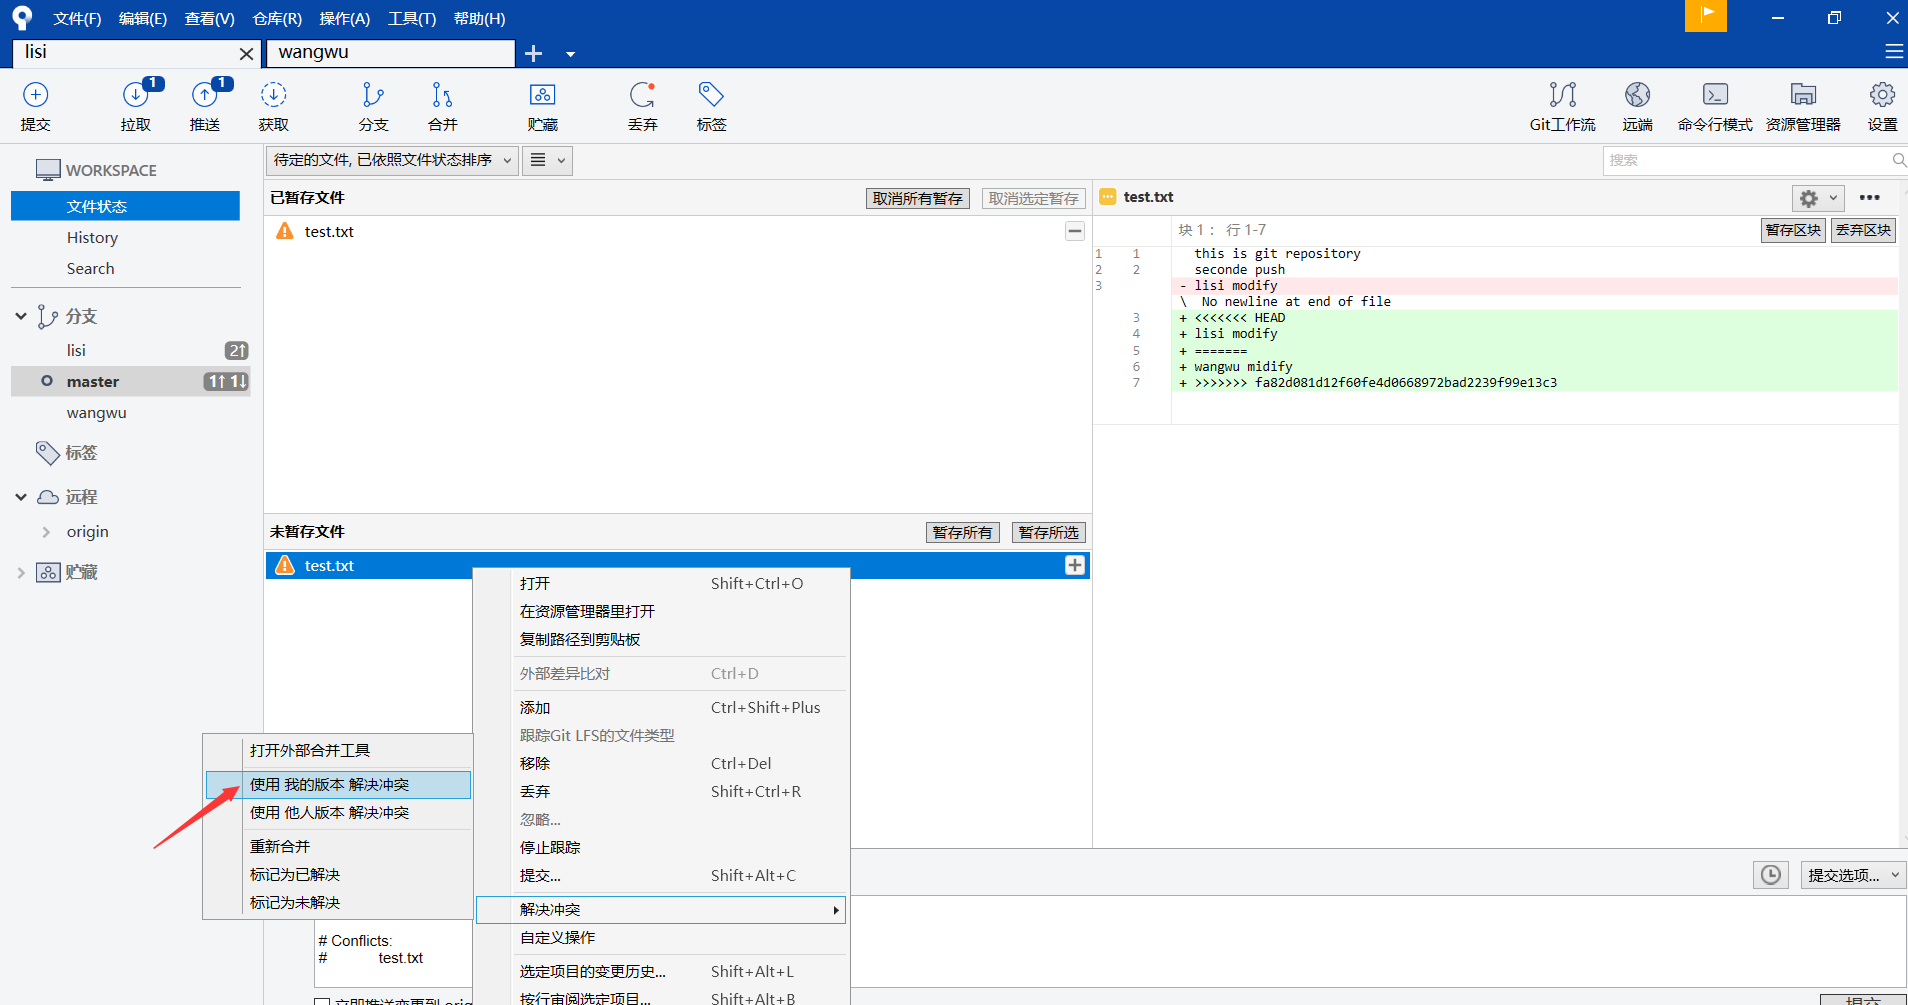 文件(F) 编辑(E) 查看(V) 仓库(R) 操作(A) 工具(T) 帮助(H)
lisi wangwu
1 1
提交 拉取 推送 获取 分支 合并 贮藏 丢弃 标签 Git工作流 远端 命令行模式 资源管理器 设置
WORKSPACE
文件状态
History
Search
分支
lisi 2↑
master 1↑ 1↓
wangwu
标签
远程
origin
贮藏
待定的文件, 已依照文件状态排序
搜索
已暂存文件 取消所有暂存 取消选定暂存
test.txt
未暂存文件 暂存所有 暂存所选
test.txt
test.txt
块 1： 行 1-7 暂存区块 丢弃区块
1 1 this is git repository
2 2 seconde push
3 - lisi modify
\ No newline at end of file
3 + <<<<<<< HEAD
4 + lisi modify
5 + =======
6 + wangwu midify
7 + >>>>>>> fa82d081d12f60fe4d0668972bad2239f99e13c3
打开 Shift+Ctrl+O
在资源管理器里打开
复制路径到剪贴板
外部差异比对 Ctrl+D
添加 Ctrl+Shift+Plus
跟踪Git LFS的文件类型
移除 Ctrl+Del
丢弃 Shift+Ctrl+R
忽略...
停止跟踪
提交... Shift+Alt+C
解决冲突
自定义操作
选定项目的变更历史... Shift+Alt+L
按行审阅选定项目... Shift+Alt+B
打开外部合并工具
使用 我的版本 解决冲突
使用 他人版本 解决冲突
重新合并
标记为已解决
标记为未解决
提交选项...
# Conflicts:
# test.txt
立即推送变更到 orig
提交